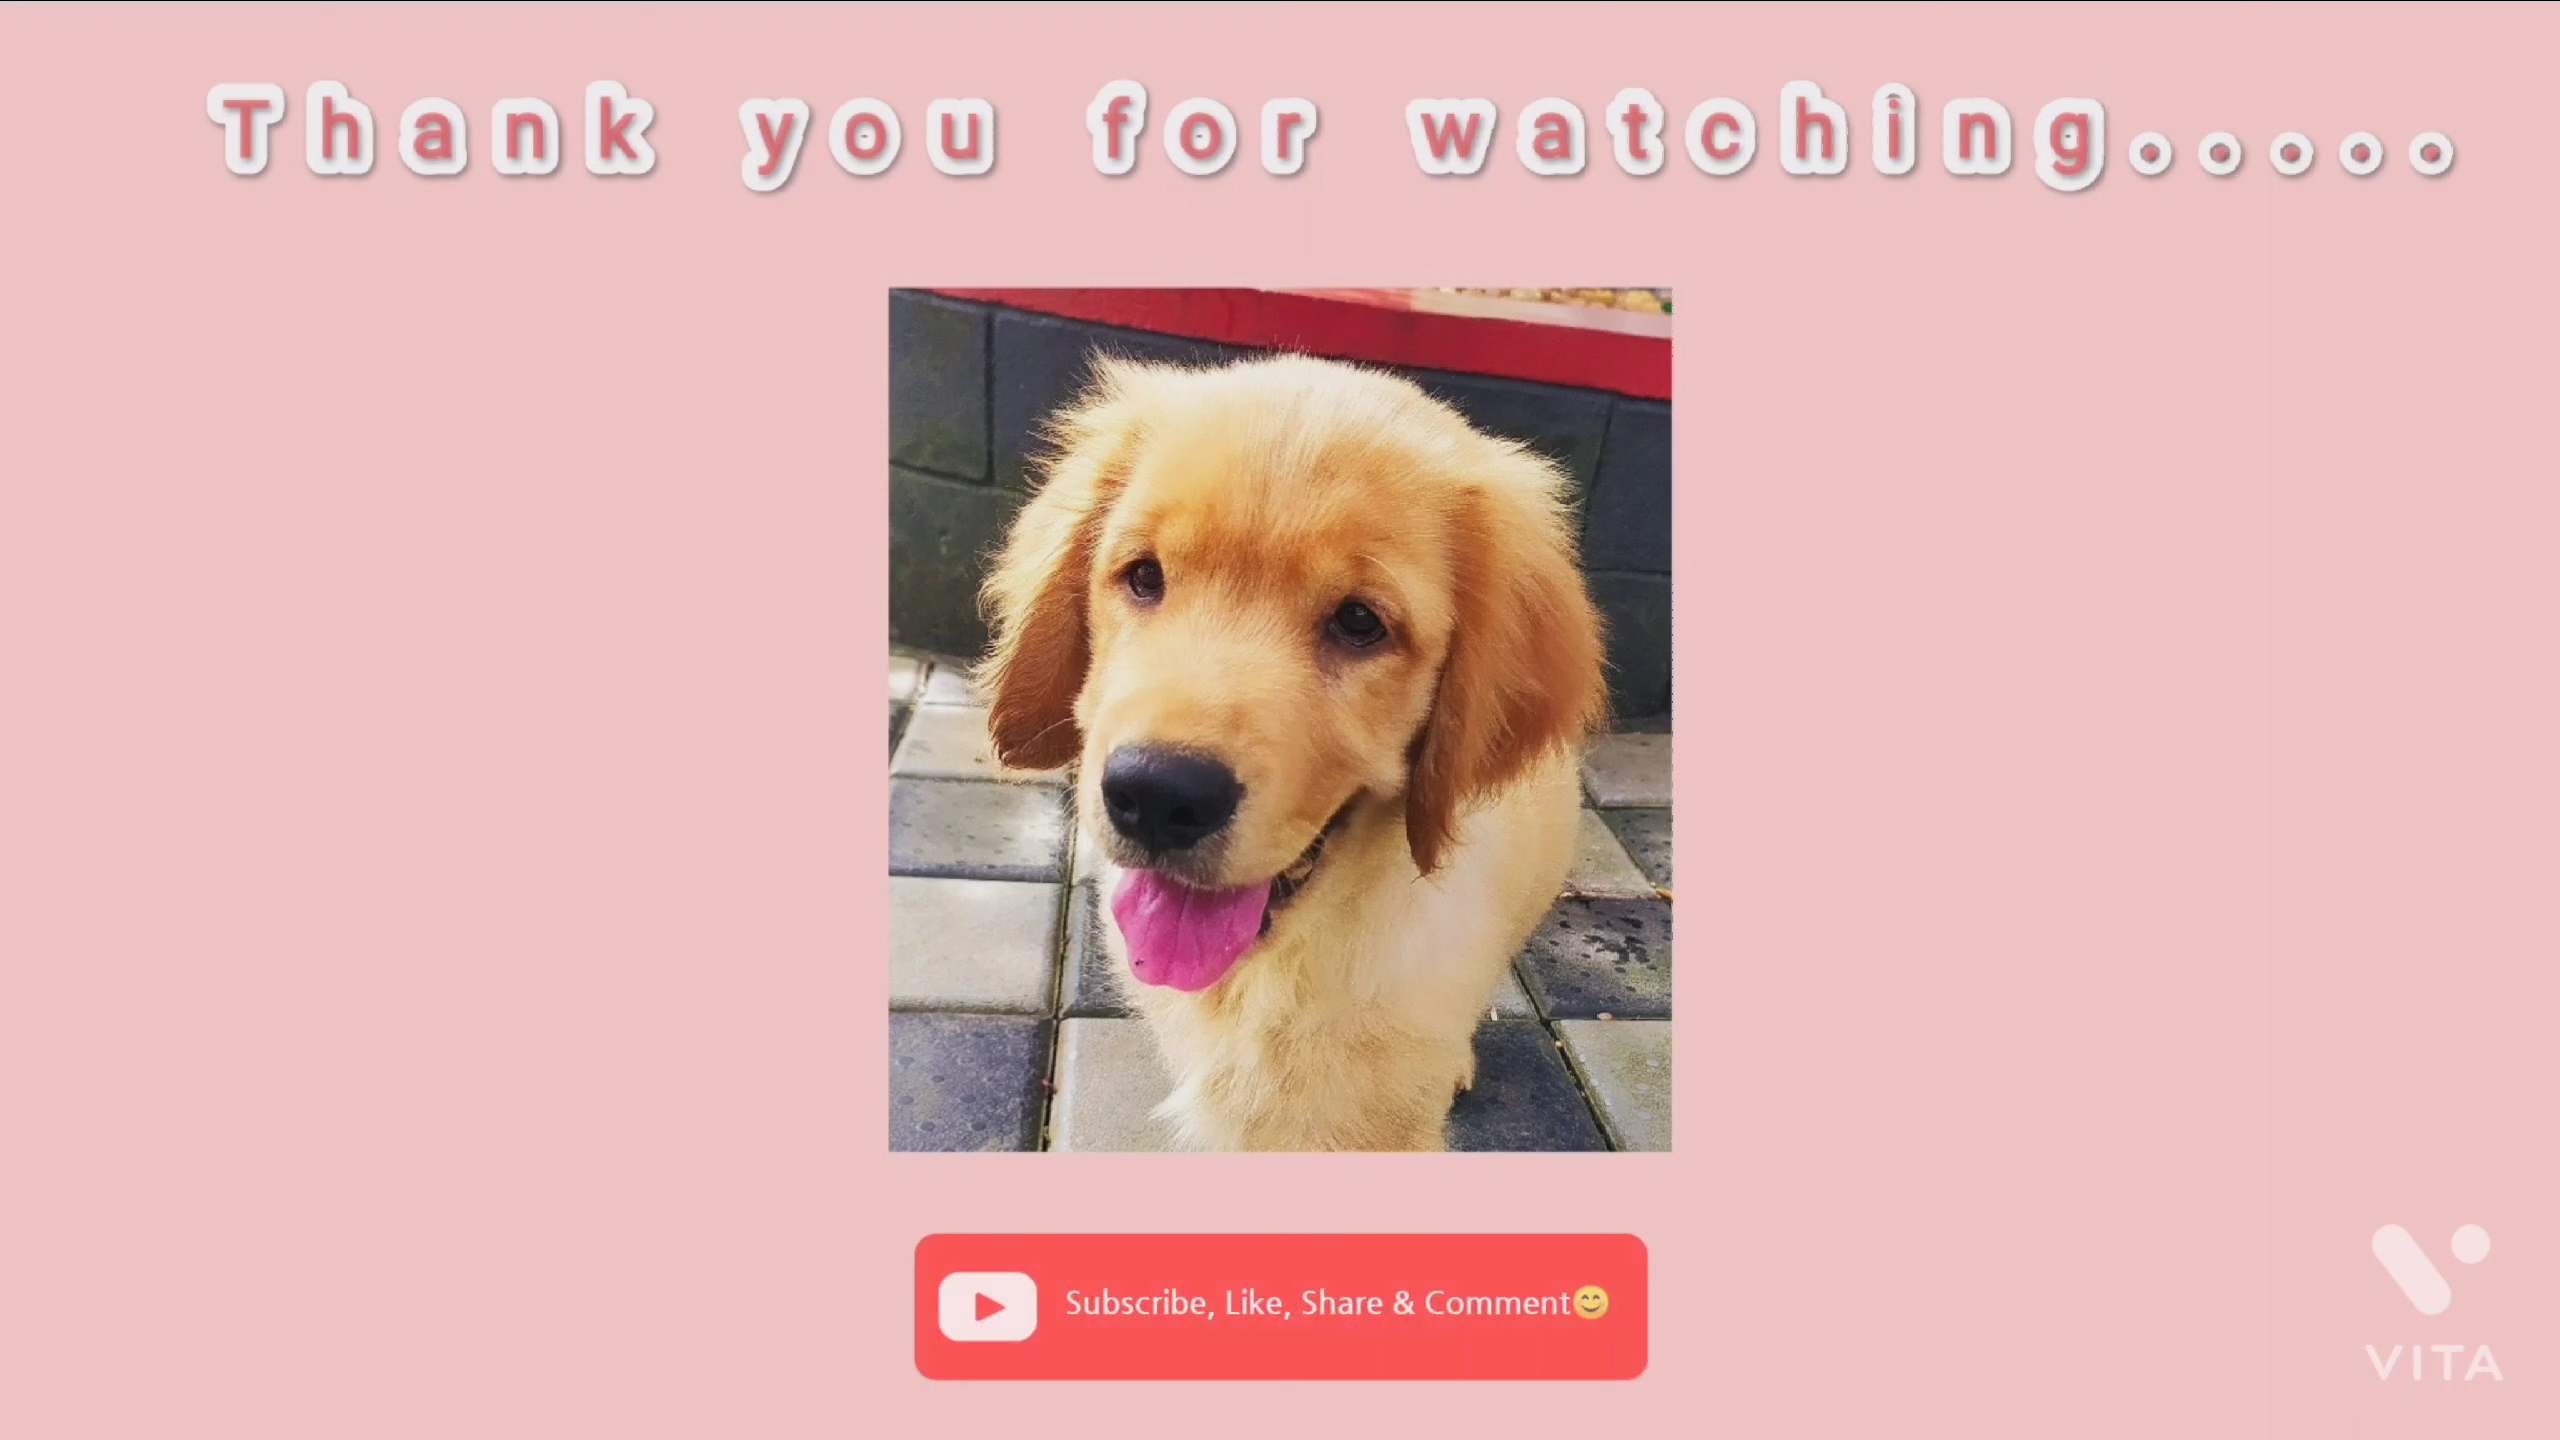 Thank you for watching.....
Subscribe, Like, Share & Comment😊
VITA